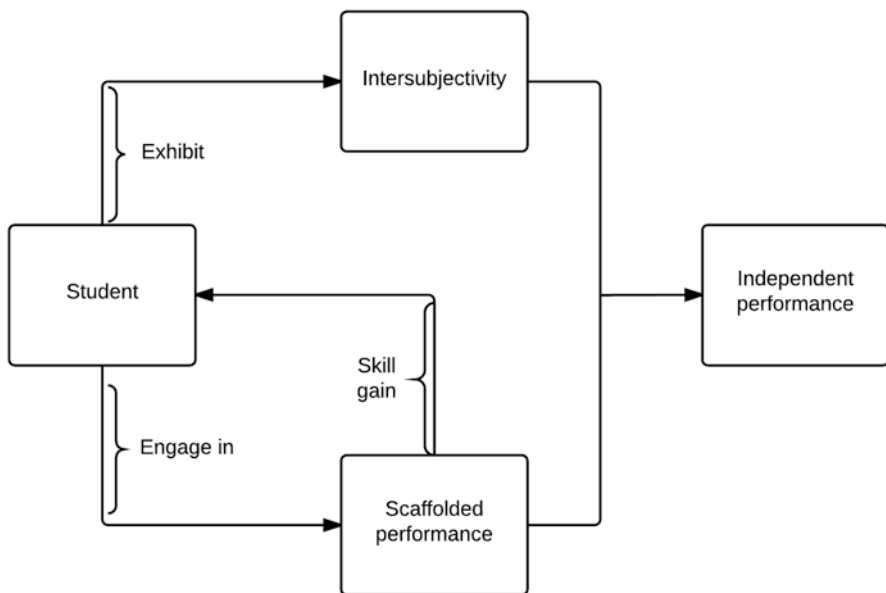 Intersubjectivity
Exhibit
Student
Independent
performance
Skill
gain
Engage in
Scaffolded
performance